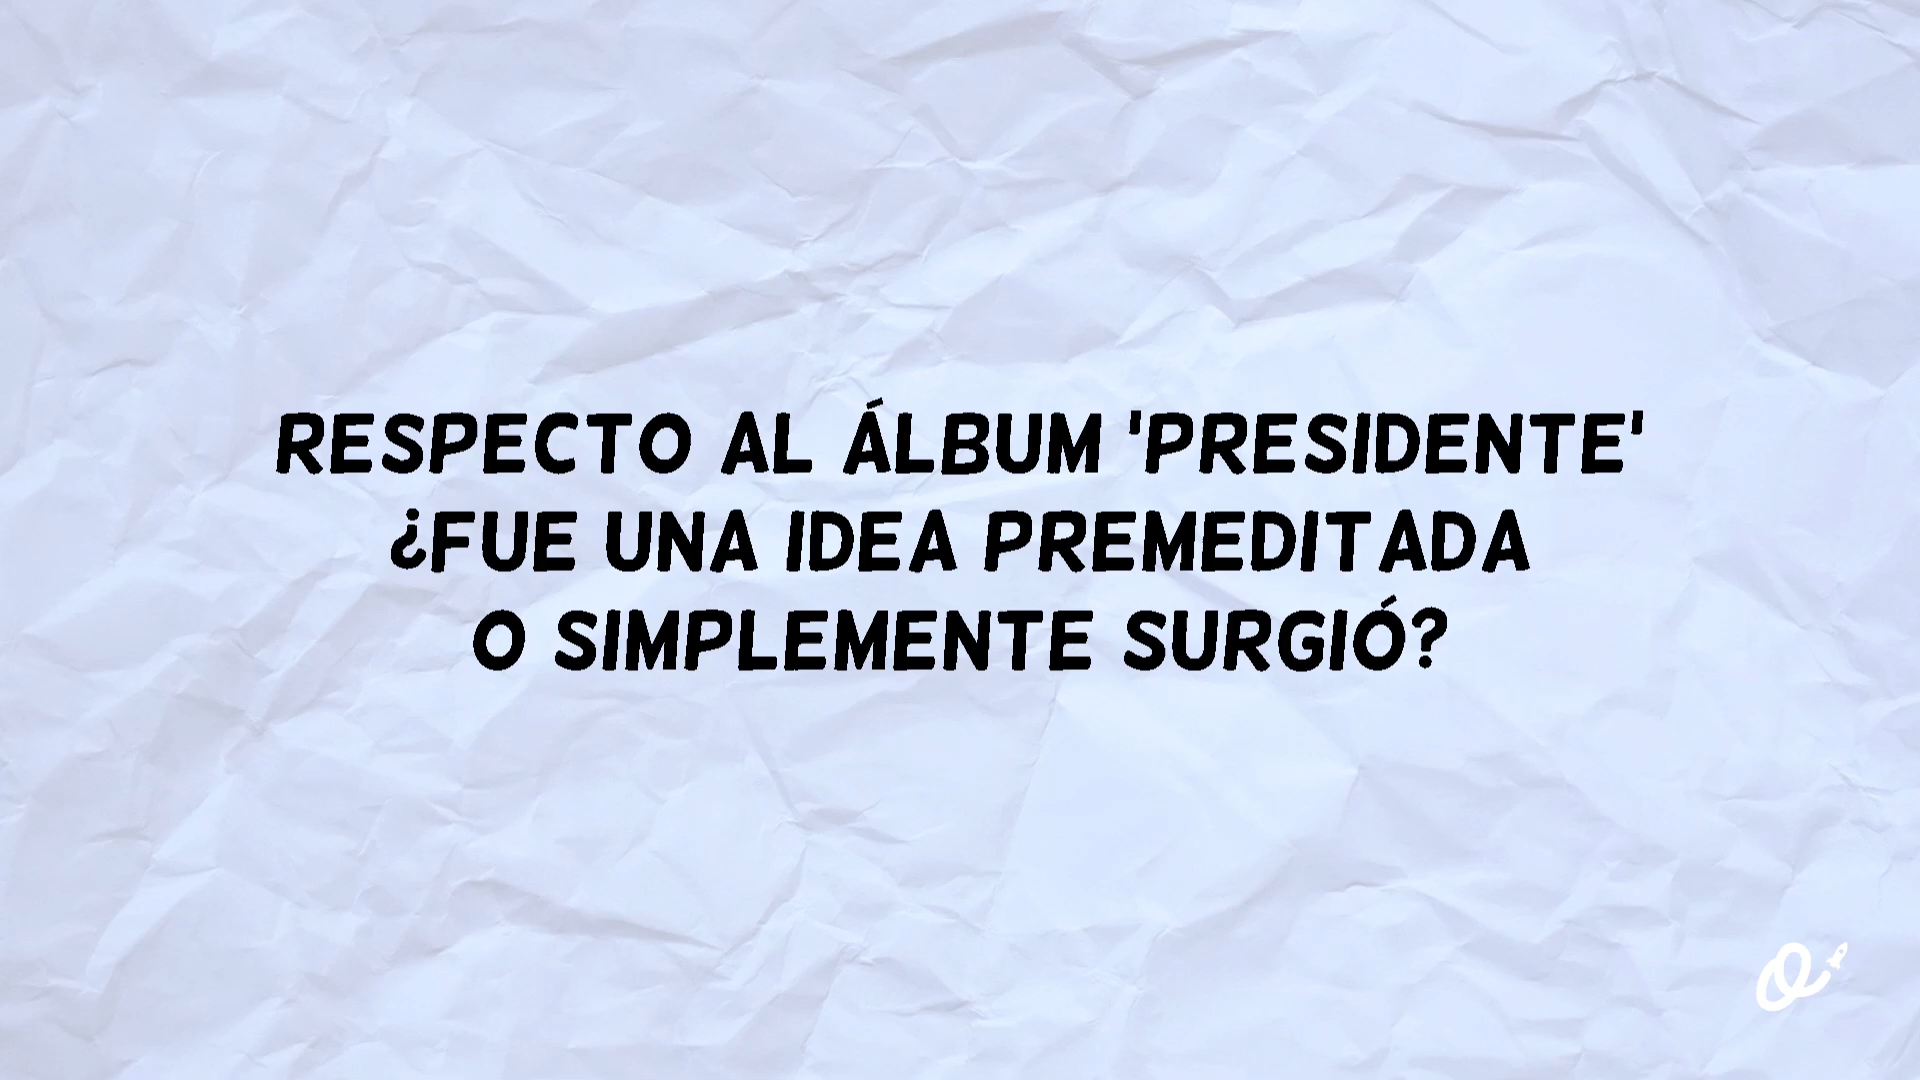 RESPECTO AL ÁLBUM 'PRESIDENTE'
¿FUE UNA IDEA PREMEDITADA
O SIMPLEMENTE SURGIÓ?